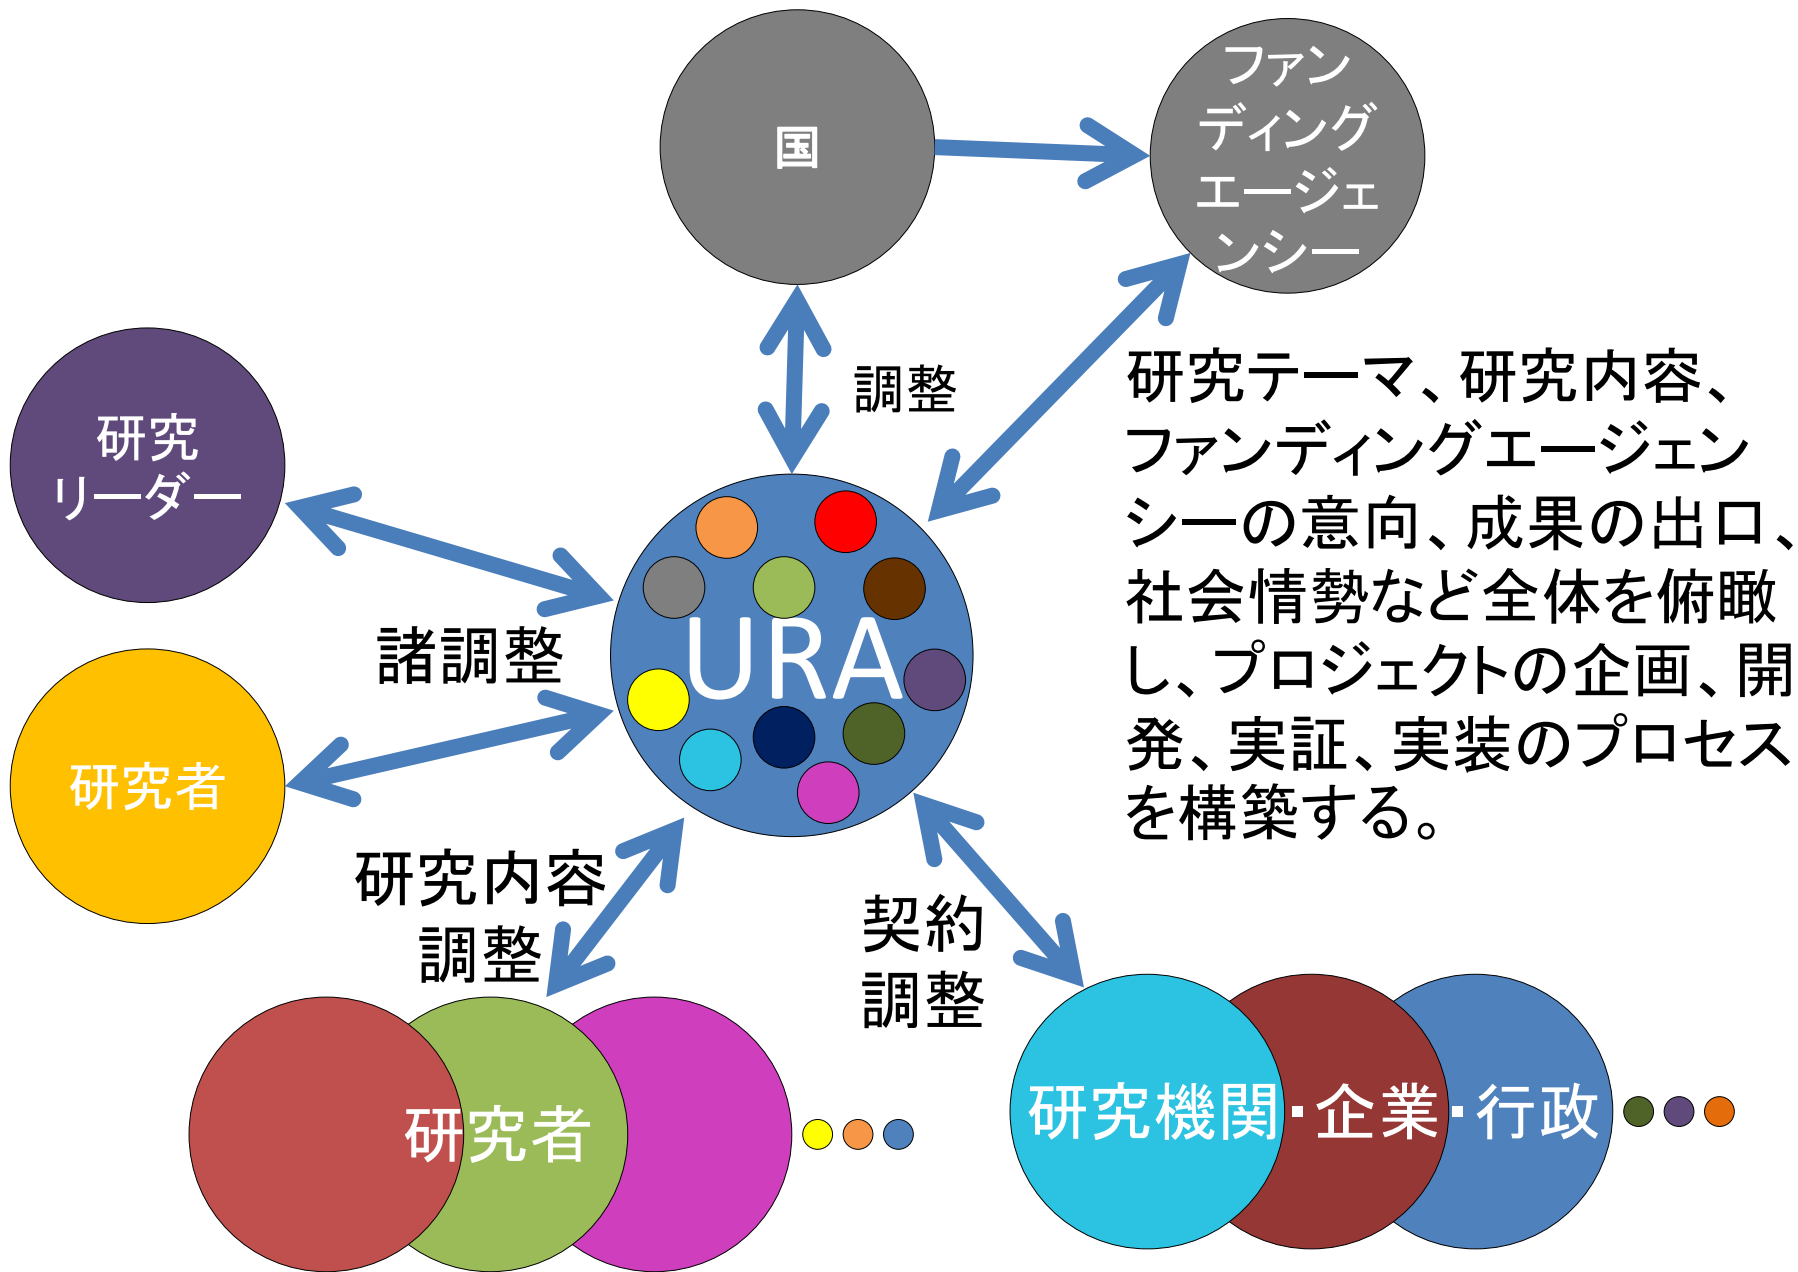 国
ファン
ディング
エージェ
ンシー
調整
研究
リーダー
研究テーマ、研究内容、
ファンディングエージェン
シーの意向、成果の出口、
社会情勢など全体を俯瞰
し、プロジェクトの企画、開
発、実証、実装のプロセス
を構築する。
諸調整
URA
研究者
研究内容
調整
契約
調整
研究者
研究機関・企業・行政